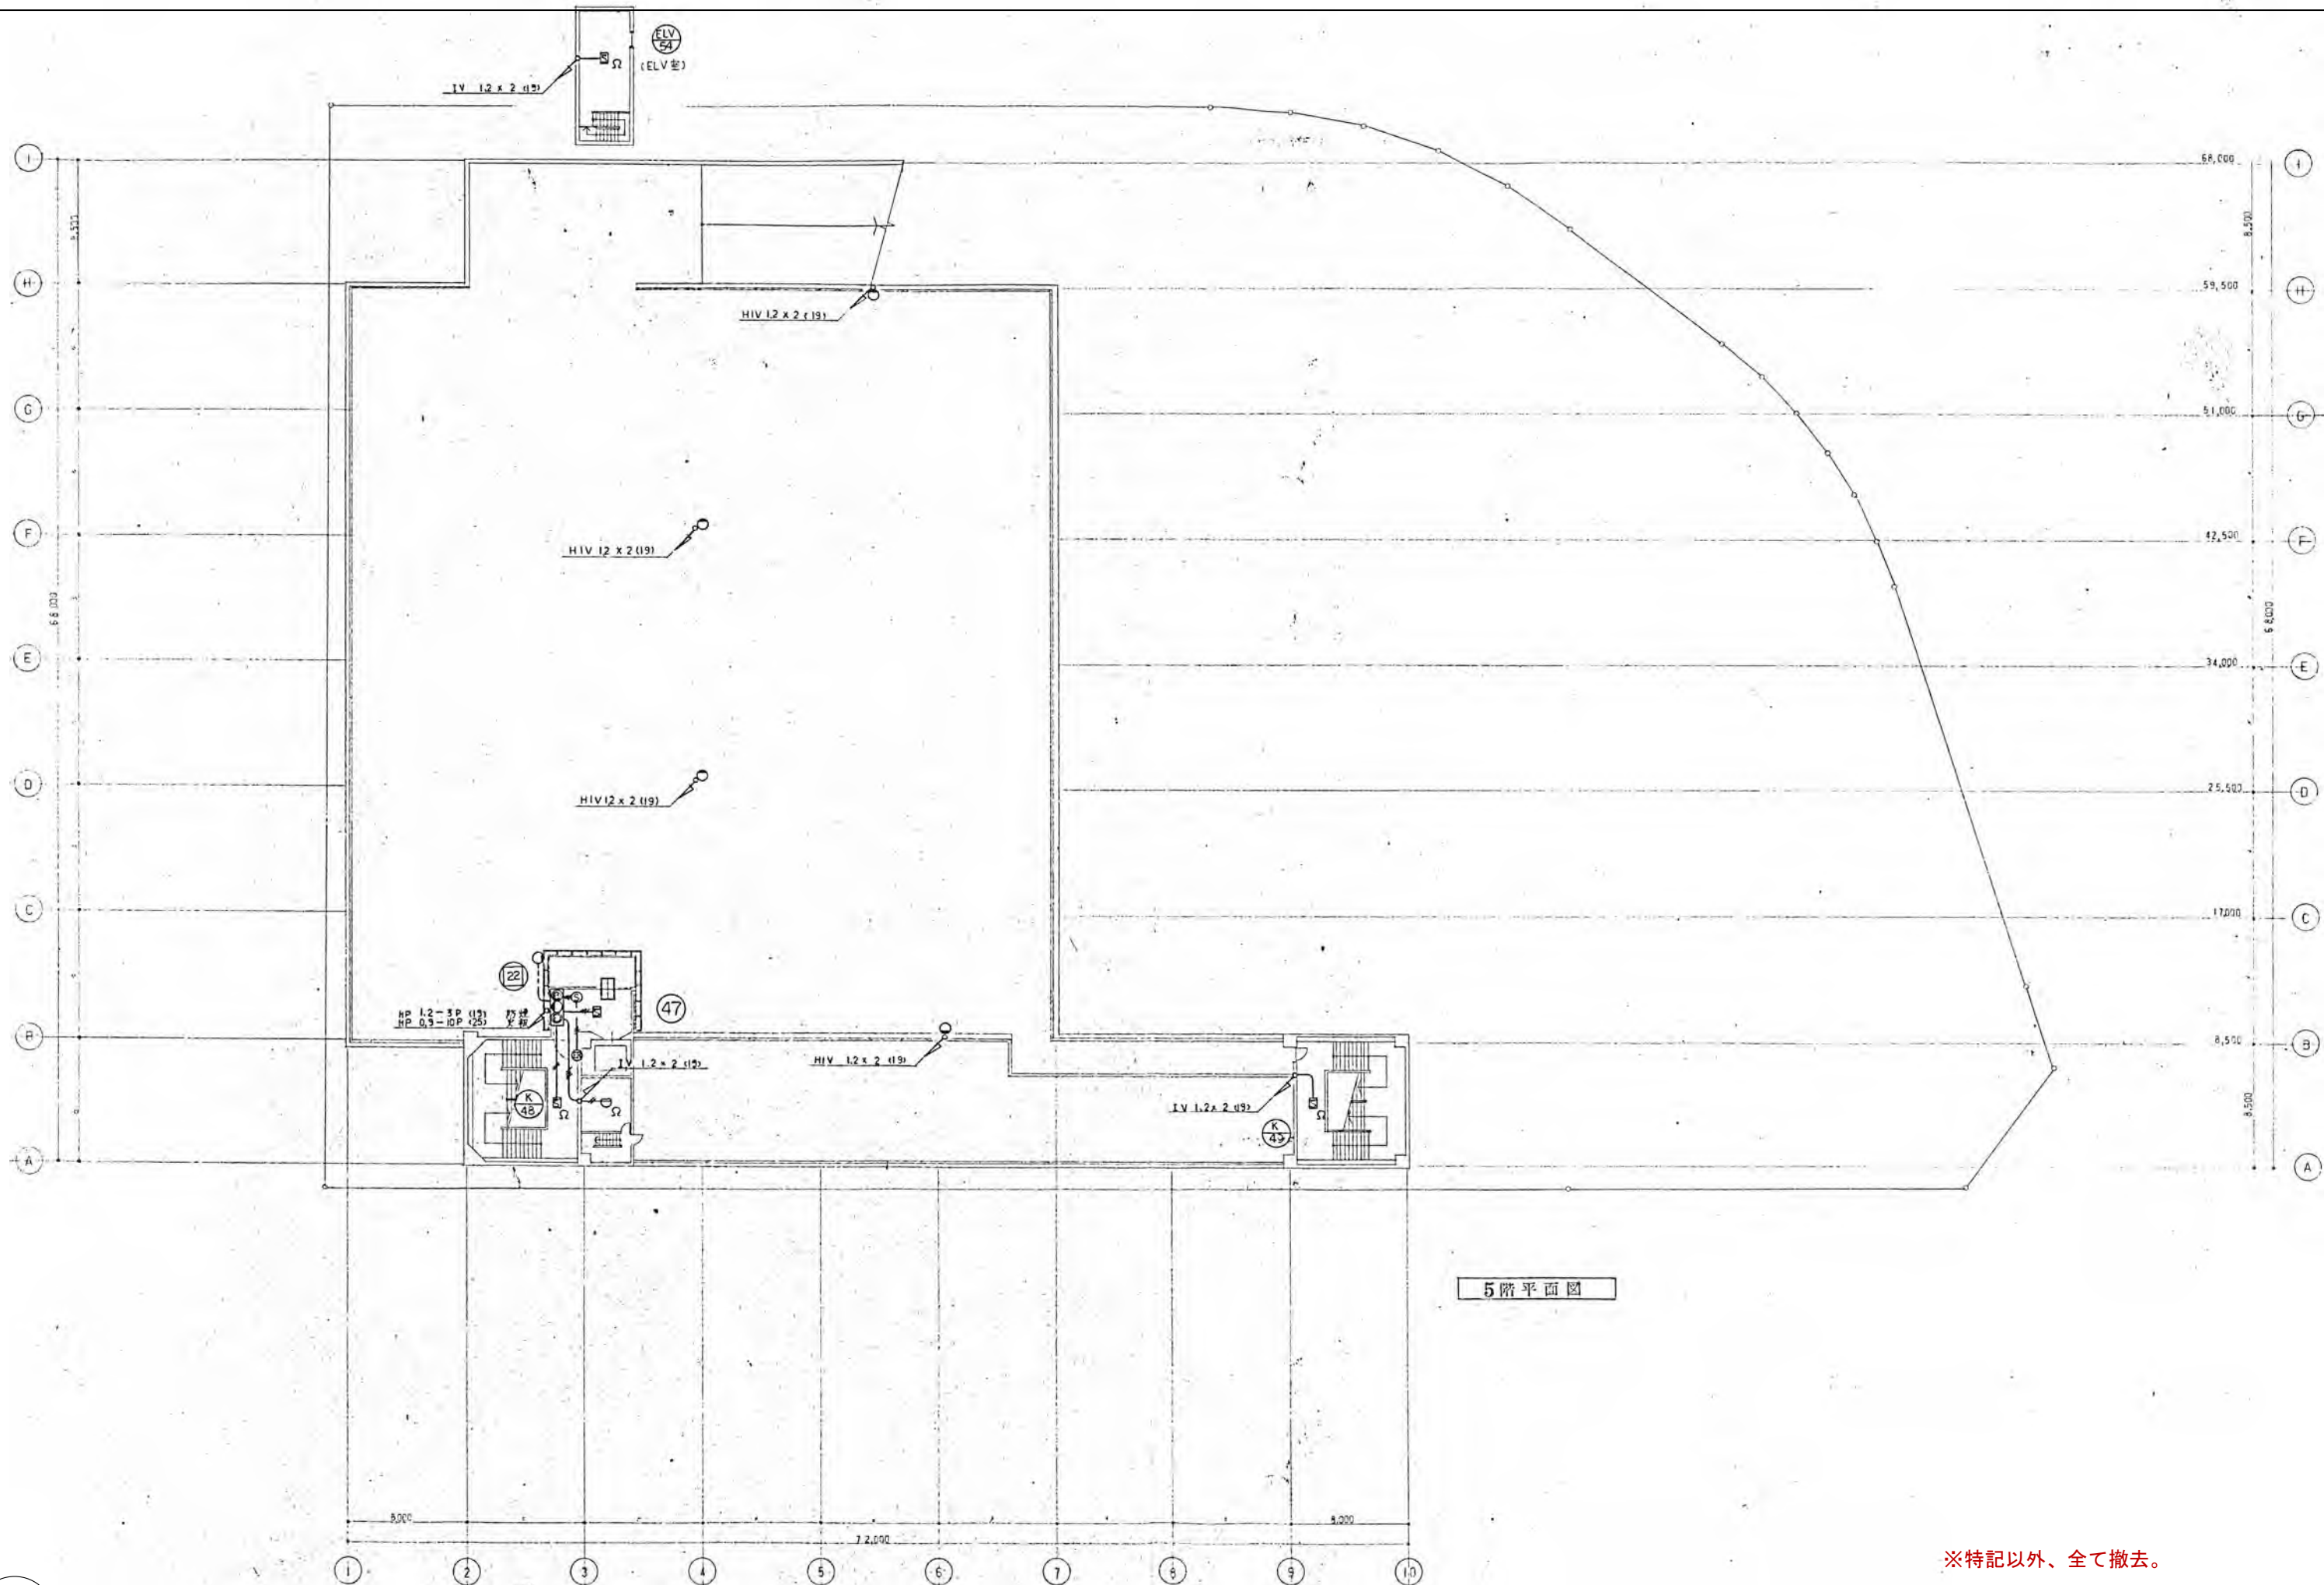 ELV
54
(ELV室)
IV 1.2 x 2 (19)
I
68,000
I
8,500
8,500
H
HIV 1.2 x 2 (19)
59,500
H
G
51,000
G
F
HIV 1.2 x 2 (19)
42,500
F
68,000
68,000
E
34,000
E
D
HIV 1.2 x 2 (19)
25,500
D
C
17,000
C
22
47
HP 1.2-3P (19) 防煙
HP 0.9-10P (25) 火報
S
B
IV 1.2 x 2 (19)
HIV 1.2 x 2 (19)
8,500
B
K
48
S
Ω
Ω
IV 1.2 x 2 (19)
K
49
S
Ω
8,500
A
A
5階平面図
8,000
8,000
72,000
1
2
3
4
5
6
7
8
9
10
※特記以外、全て撤去。